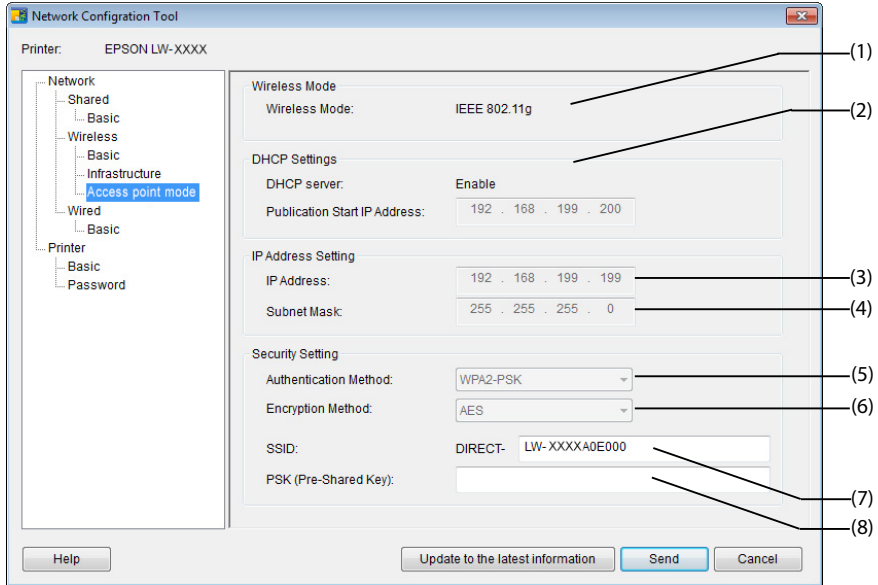 Network Configration Tool
Printer: EPSON LW-XXXX
Network
Shared
Basic
Wireless
Basic
Infrastructure
Access point mode
Wired
Basic
Printer
Basic
Password
Wireless Mode
Wireless Mode: IEEE 802.11g
(1)
(2)
DHCP Settings
DHCP server: Enable
Publication Start IP Address: 192 . 168 . 199 . 200
IP Address Setting
IP Address: 192 . 168 . 199 . 199
(3)
Subnet Mask: 255 . 255 . 255 . 0
(4)
Security Setting
Authentication Method: WPA2-PSK
(5)
Encryption Method: AES
(6)
SSID: DIRECT- LW-XXXXA0E000
(7)
PSK (Pre-Shared Key):
(8)
Help
Update to the latest information
Send
Cancel